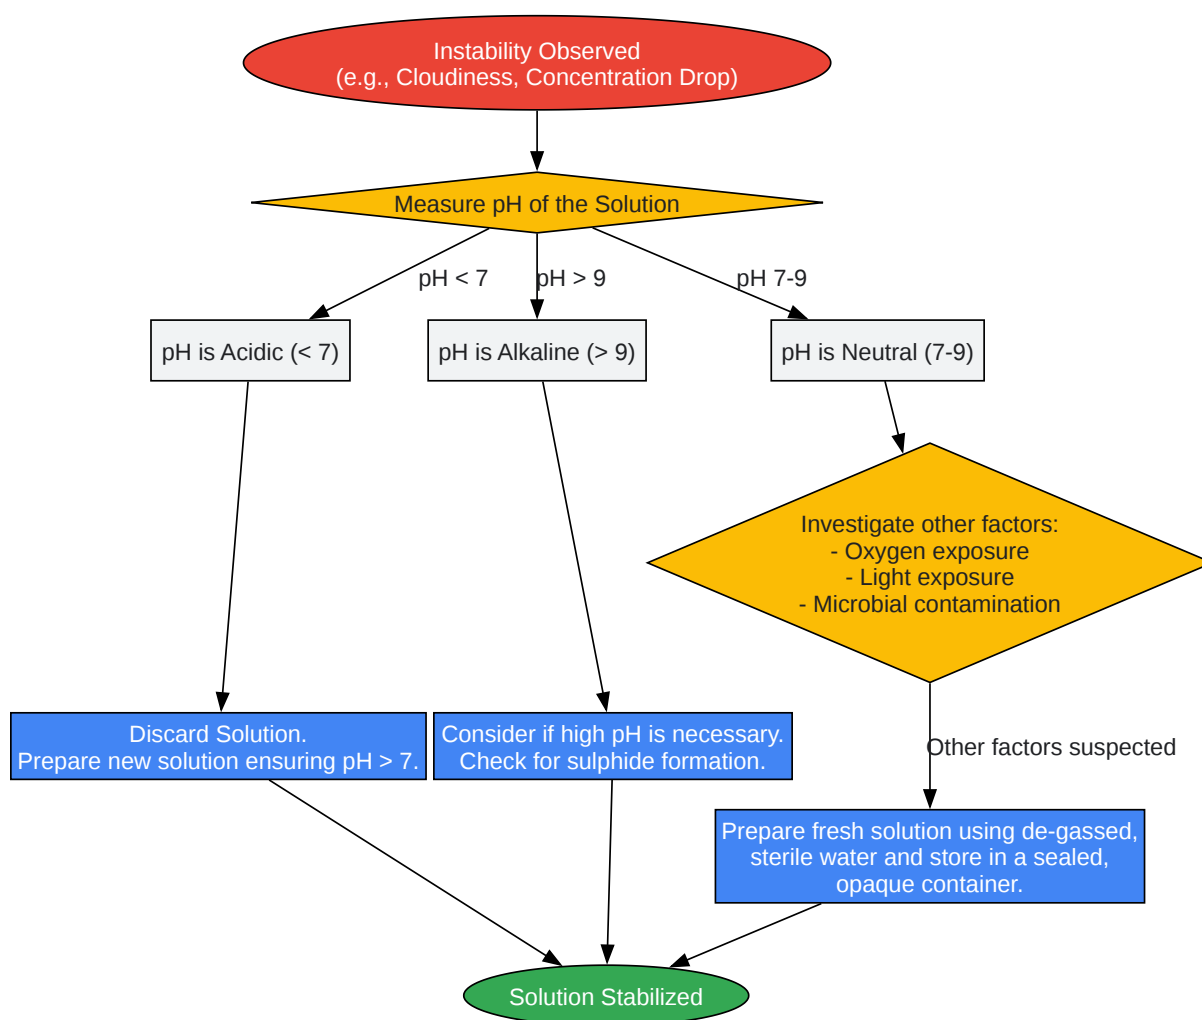 Instability Observed
(e.g., Cloudiness, Concentration Drop)
Measure pH of the Solution
pH < 7
pH > 9
pH 7-9
pH is Acidic (< 7)
pH is Alkaline (> 9)
pH is Neutral (7-9)
Investigate other factors:
- Oxygen exposure
- Light exposure
- Microbial contamination
Discard Solution.
Prepare new solution ensuring pH > 7.
Consider if high pH is necessary.
Check for sulphide formation.
Other factors suspected
Prepare fresh solution using de-gassed,
sterile water and store in a sealed,
opaque container.
Solution Stabilized